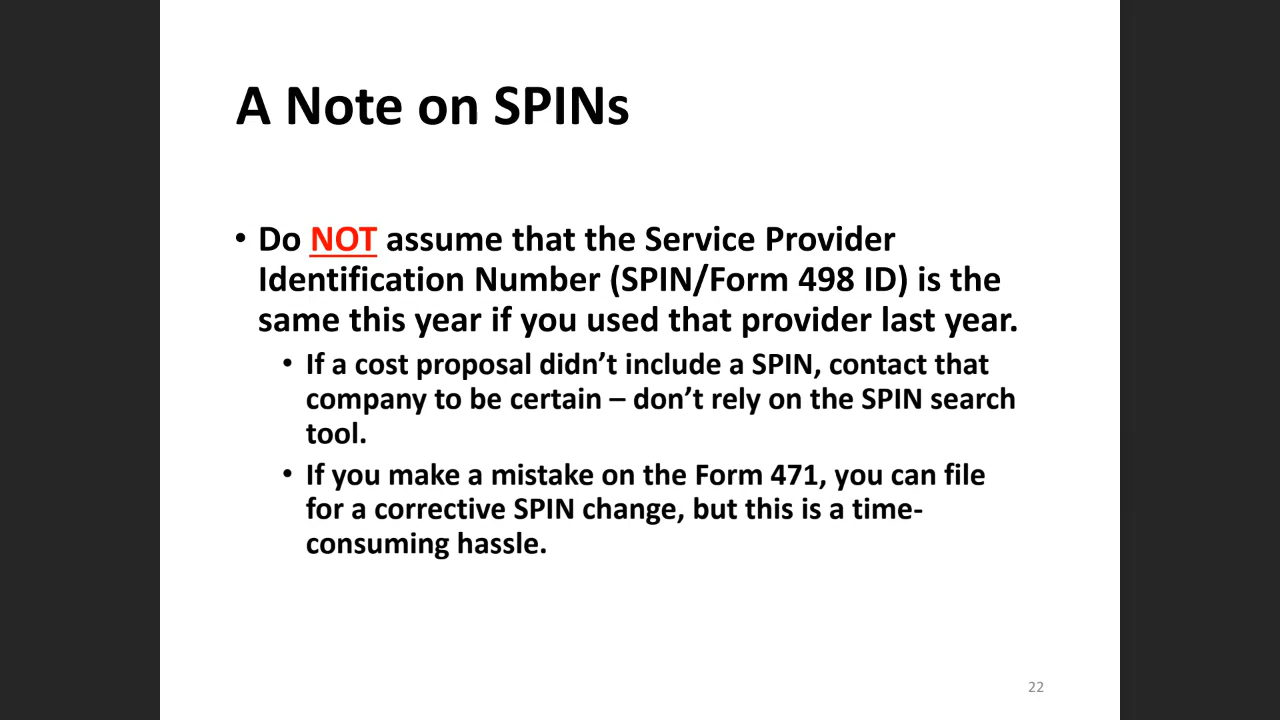 A Note on SPINs
• Do NOT assume that the Service Provider
Identification Number (SPIN/Form 498 ID) is the
same this year if you used that provider last year.
• If a cost proposal didn’t include a SPIN, contact that
company to be certain – don’t rely on the SPIN search
tool.
• If you make a mistake on the Form 471, you can file
for a corrective SPIN change, but this is a time-
consuming hassle.
22